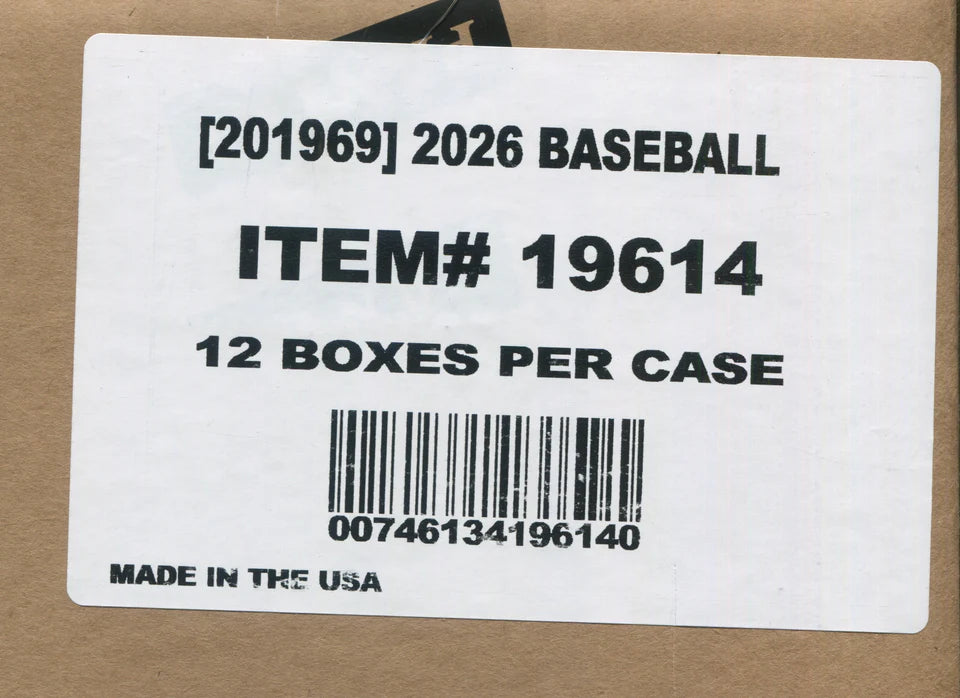 [201969] 2026 BASEBALL
ITEM# 19614
12 BOXES PER CASE
00746134196140
MADE IN THE USA